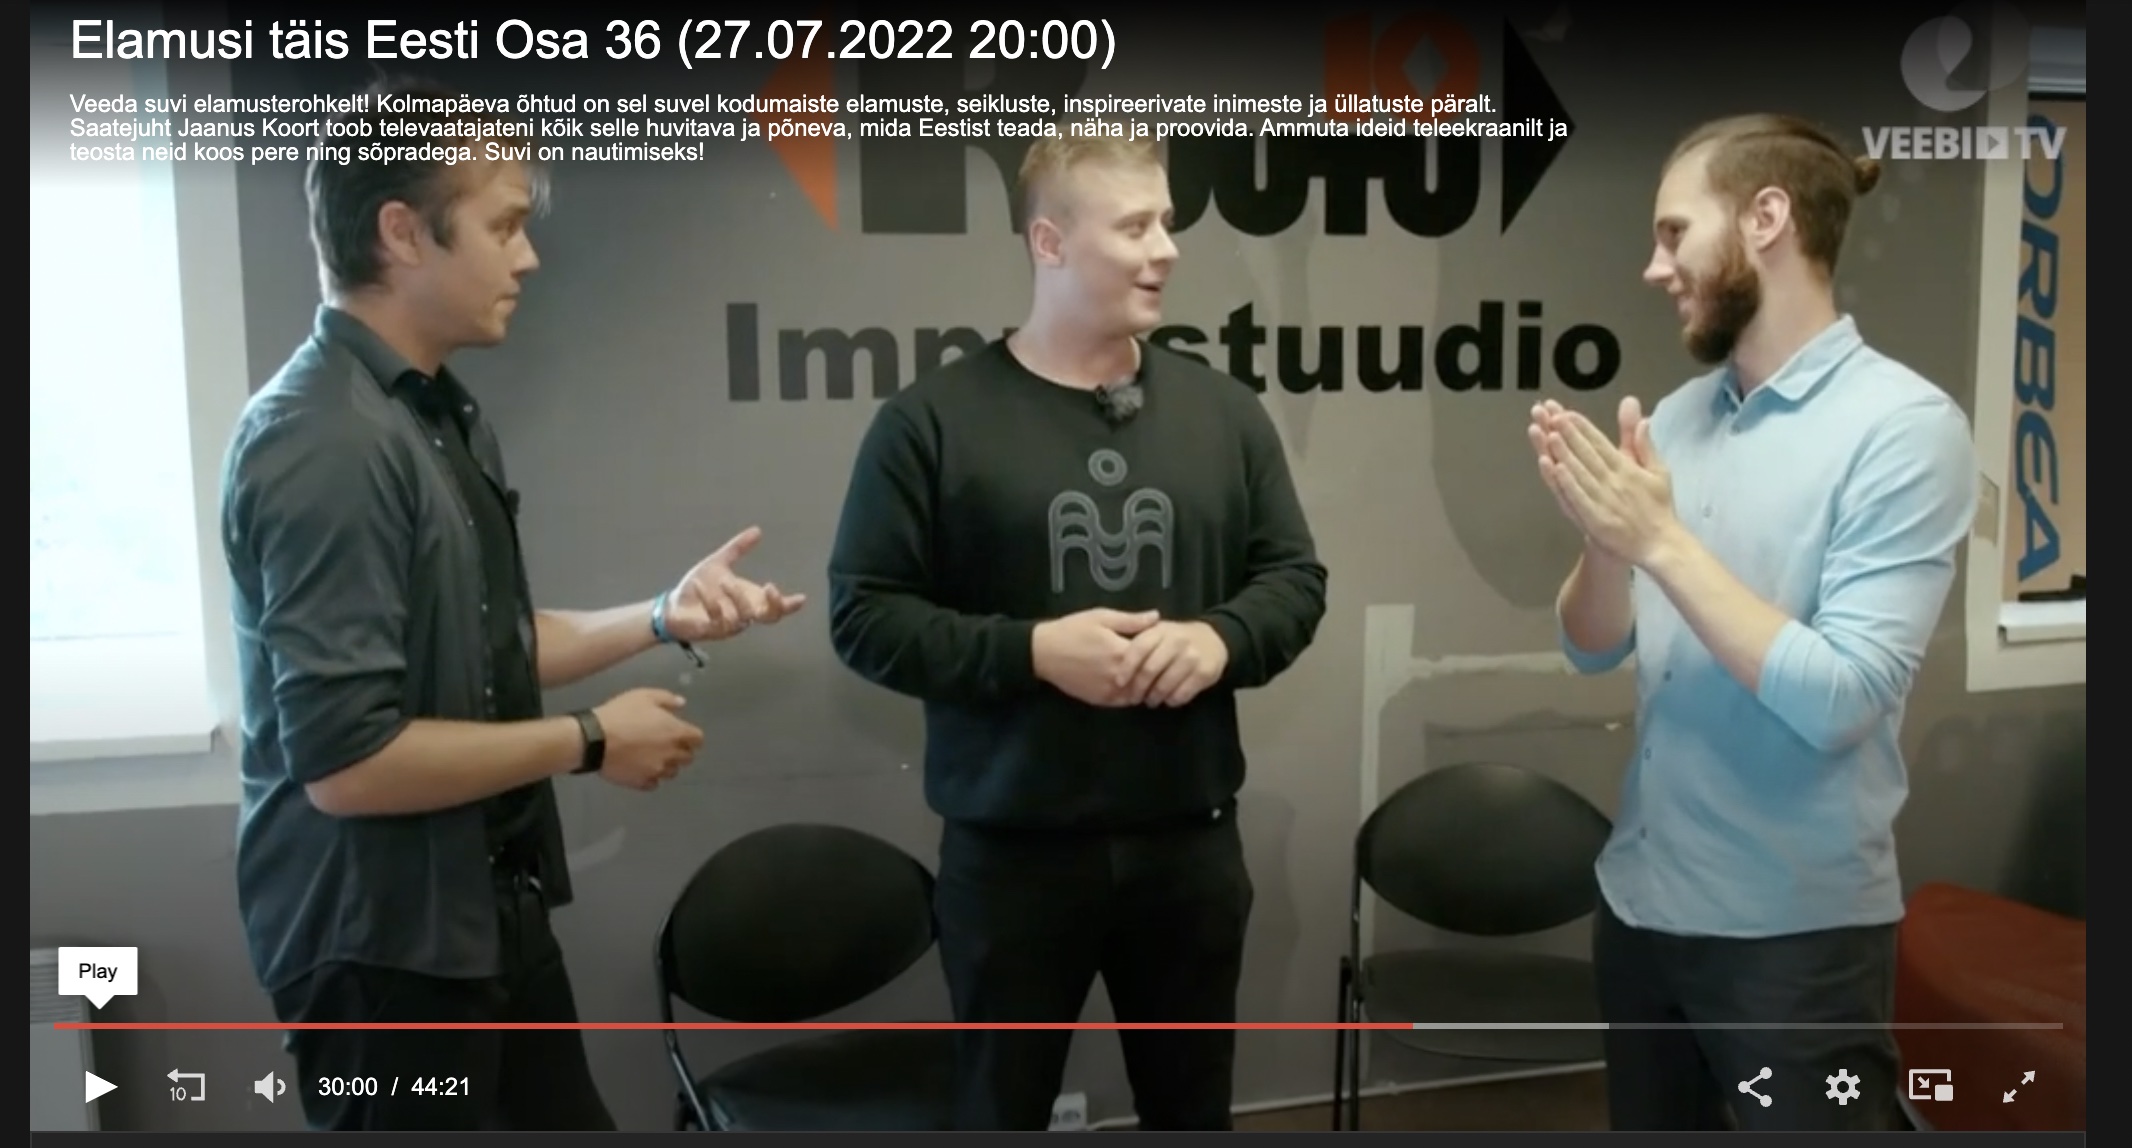 Elamusi täis Eesti Osa 36 (27.07.2022 20:00)
Veeda suvi elamusterohkelt! Kolmapäeva õhtud on sel suvel kodumaiste elamuste, seikluste, inspireerivate inimeste ja üllatuste päralt.
Saatejuht Jaanus Koort toob televaatajateni kõik selle huvitava ja põneva, mida Eestist teada, näha ja proovida. Ammuta ideid teleekraanilt ja
teosta neid koos pere ning sõpradega. Suvi on nautimiseks!
VEEBI TV
10
ORBEA
Play
10
30:00 / 44:21